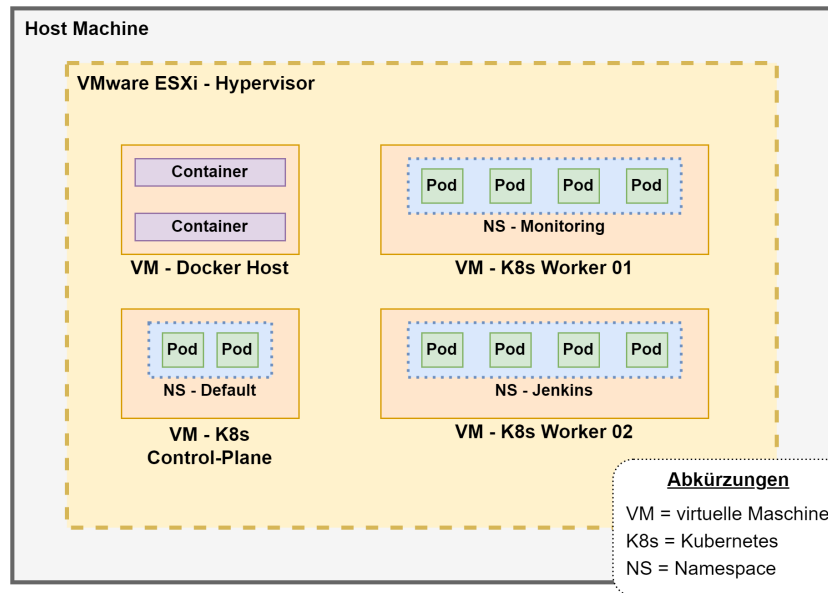 Host Machine
VMware ESXi - Hypervisor
Container
Container
VM - Docker Host
Pod Pod Pod Pod
NS - Monitoring
VM - K8s Worker 01
Pod Pod
NS - Default
VM - K8s
Control-Plane
Pod Pod Pod Pod
NS - Jenkins
VM - K8s Worker 02
Abkürzungen
VM = virtuelle Maschine
K8s = Kubernetes
NS = Namespace